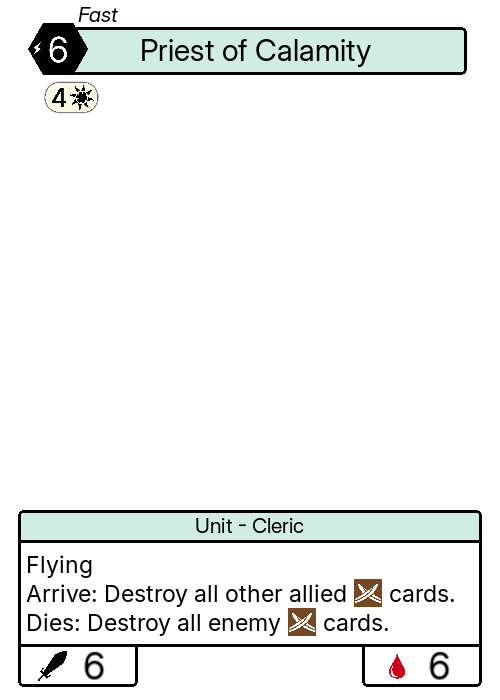 Fast
6 Priest of Calamity
4
Unit - Cleric
Flying
Arrive: Destroy all other allied cards.
Dies: Destroy all enemy cards.
6 6